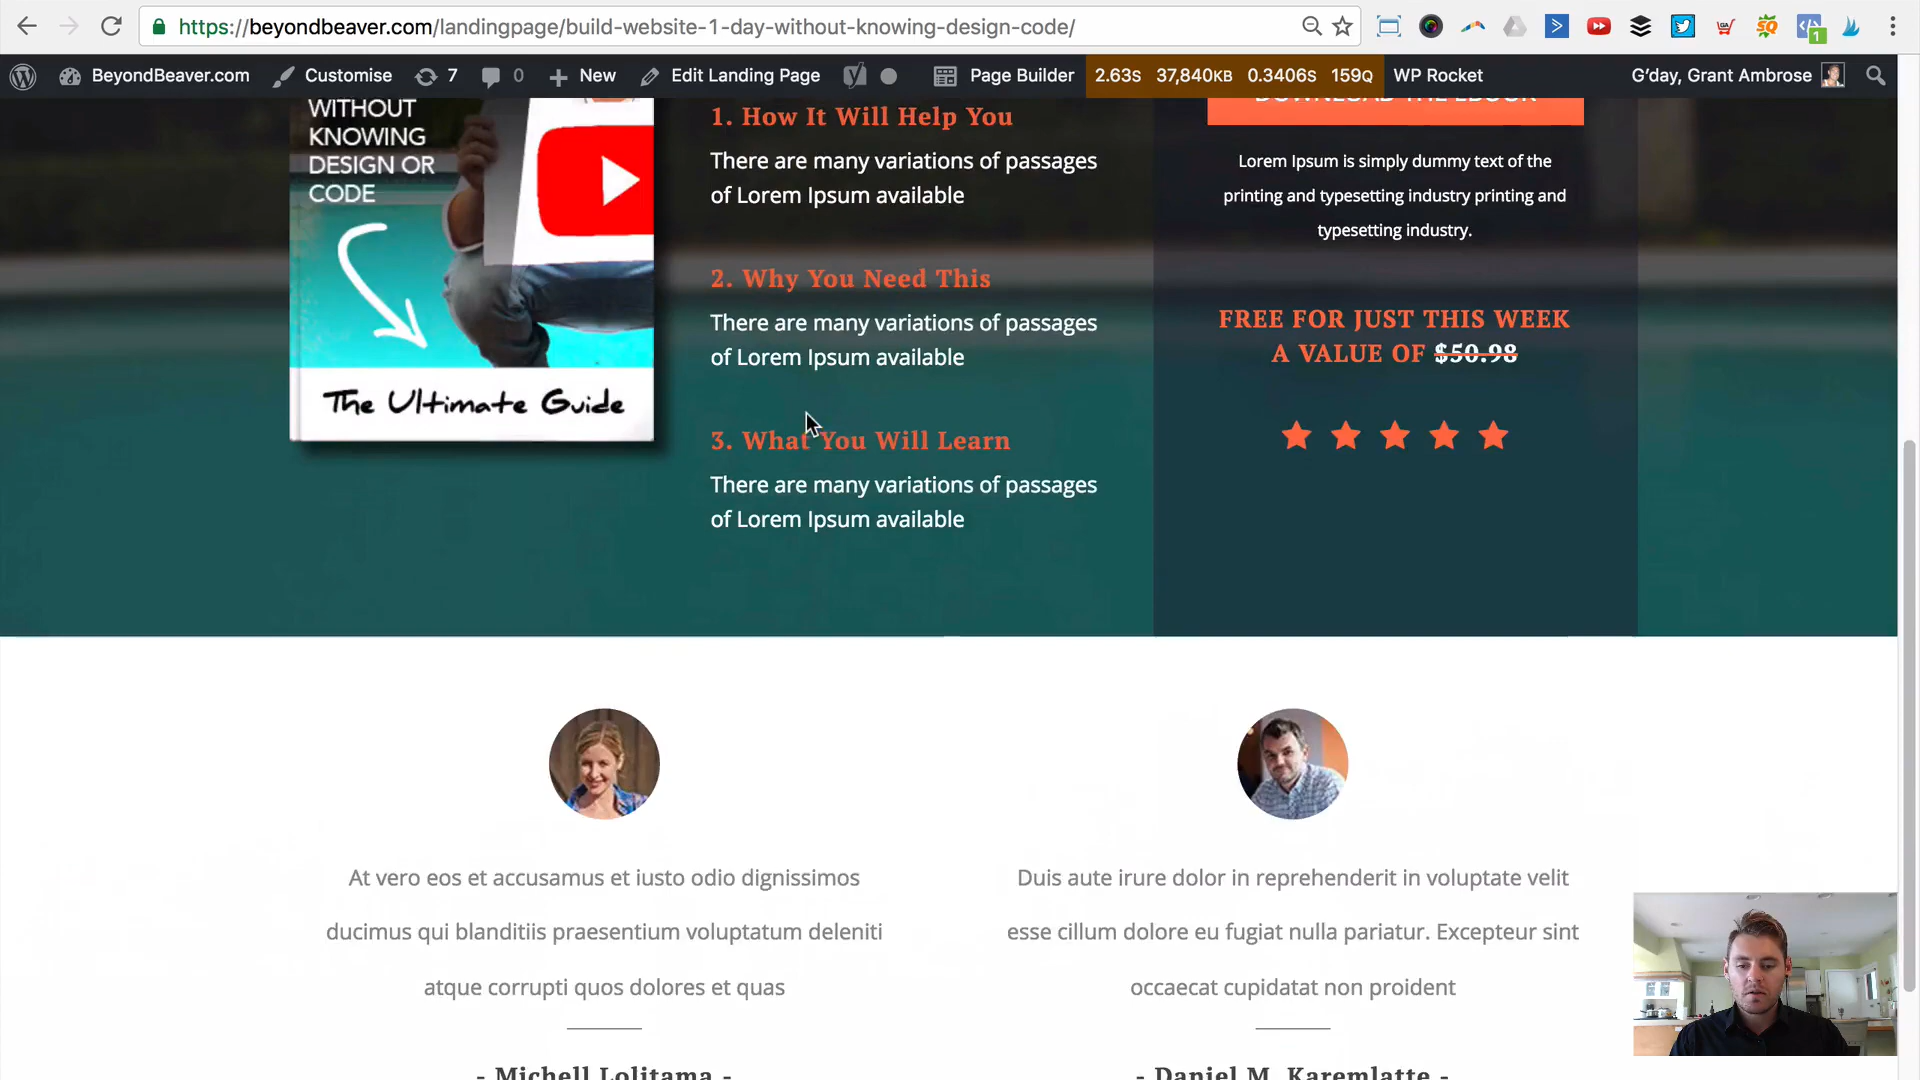 https://beyondbeaver.com/landingpage/build-website-1-day-without-knowing-design-code/
1
BeyondBeaver.com Customise 7 0 New Edit Landing Page Page Builder 2.63S 37,840KB 0.3406S 159Q WP Rocket G'day, Grant Ambrose
WITHOUT
KNOWING
DESIGN OR
CODE
The Ultimate Guide
1. How It Will Help You
There are many variations of passages
of Lorem Ipsum available
2. Why You Need This
There are many variations of passages
of Lorem Ipsum available
3. What You Will Learn
There are many variations of passages
of Lorem Ipsum available
DOWNLOAD THE EBOOK
Lorem Ipsum is simply dummy text of the
printing and typesetting industry printing and
typesetting industry.
FREE FOR JUST THIS WEEK
A VALUE OF $50.98
At vero eos et accusamus et iusto odio dignissimos
ducimus qui blanditiis praesentium voluptatum deleniti
atque corrupti quos dolores et quas
- Michell Lolitama -
Duis aute irure dolor in reprehenderit in voluptate velit
esse cillum dolore eu fugiat nulla pariatur. Excepteur sint
occaecat cupidatat non proident
- Daniel M. Karemlatte -